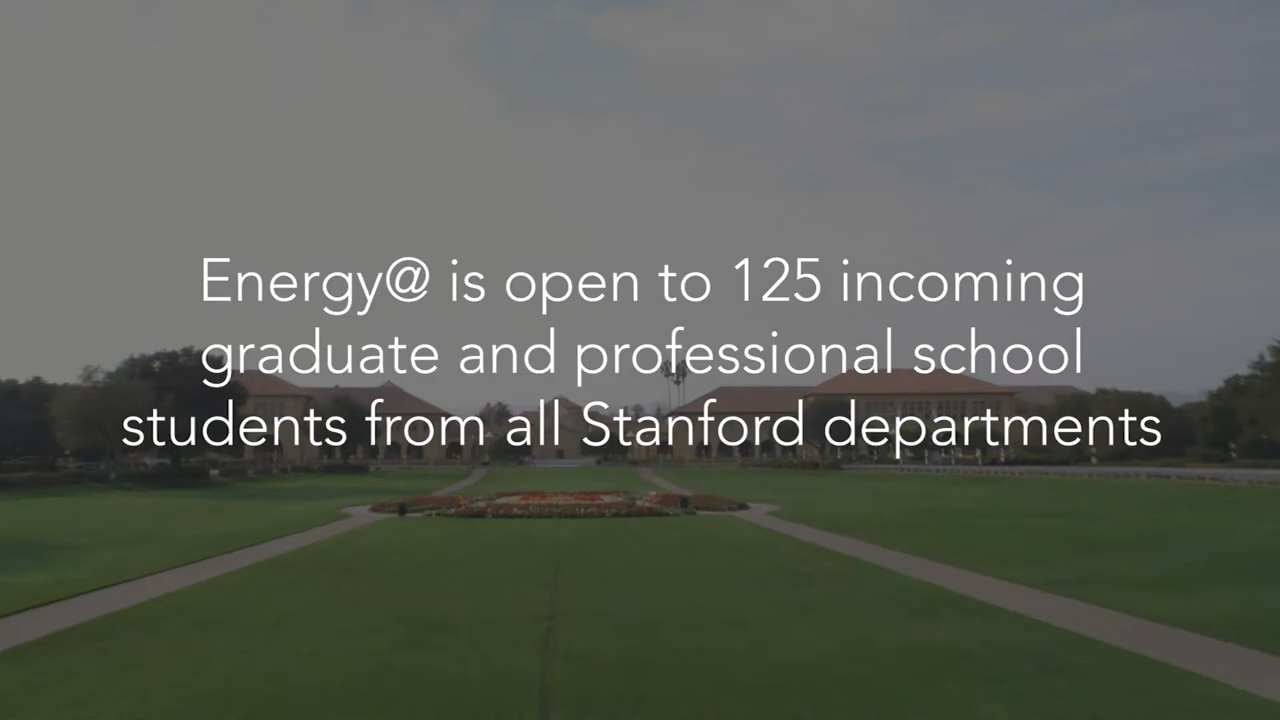 Energy@ is open to 125 incoming
graduate and professional school
students from all Stanford departments